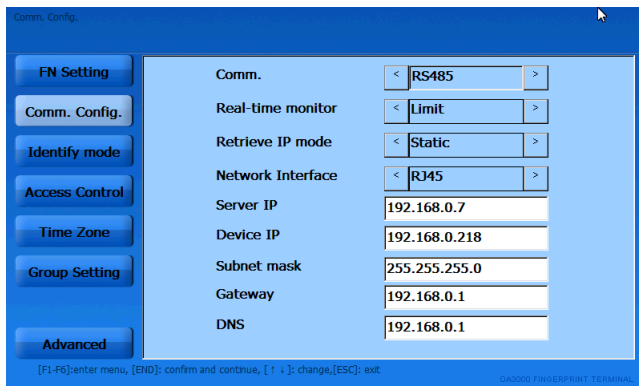 Comm. Config.
FN Setting
Comm. Config.
Identify mode
Access Control
Time Zone
Group Setting
Advanced
Comm. < RS485 >
Real-time monitor < Limit >
Retrieve IP mode < Static >
Network Interface < RJ45 >
Server IP 192.168.0.7
Device IP 192.168.0.218
Subnet mask 255.255.255.0
Gateway 192.168.0.1
DNS 192.168.0.1
[F1-F6]:enter menu, [END]: confirm and continue, [ ↑ ↓ ]: change,[ESC]: exit
OA3000 FINGERPRINT TERMINAL